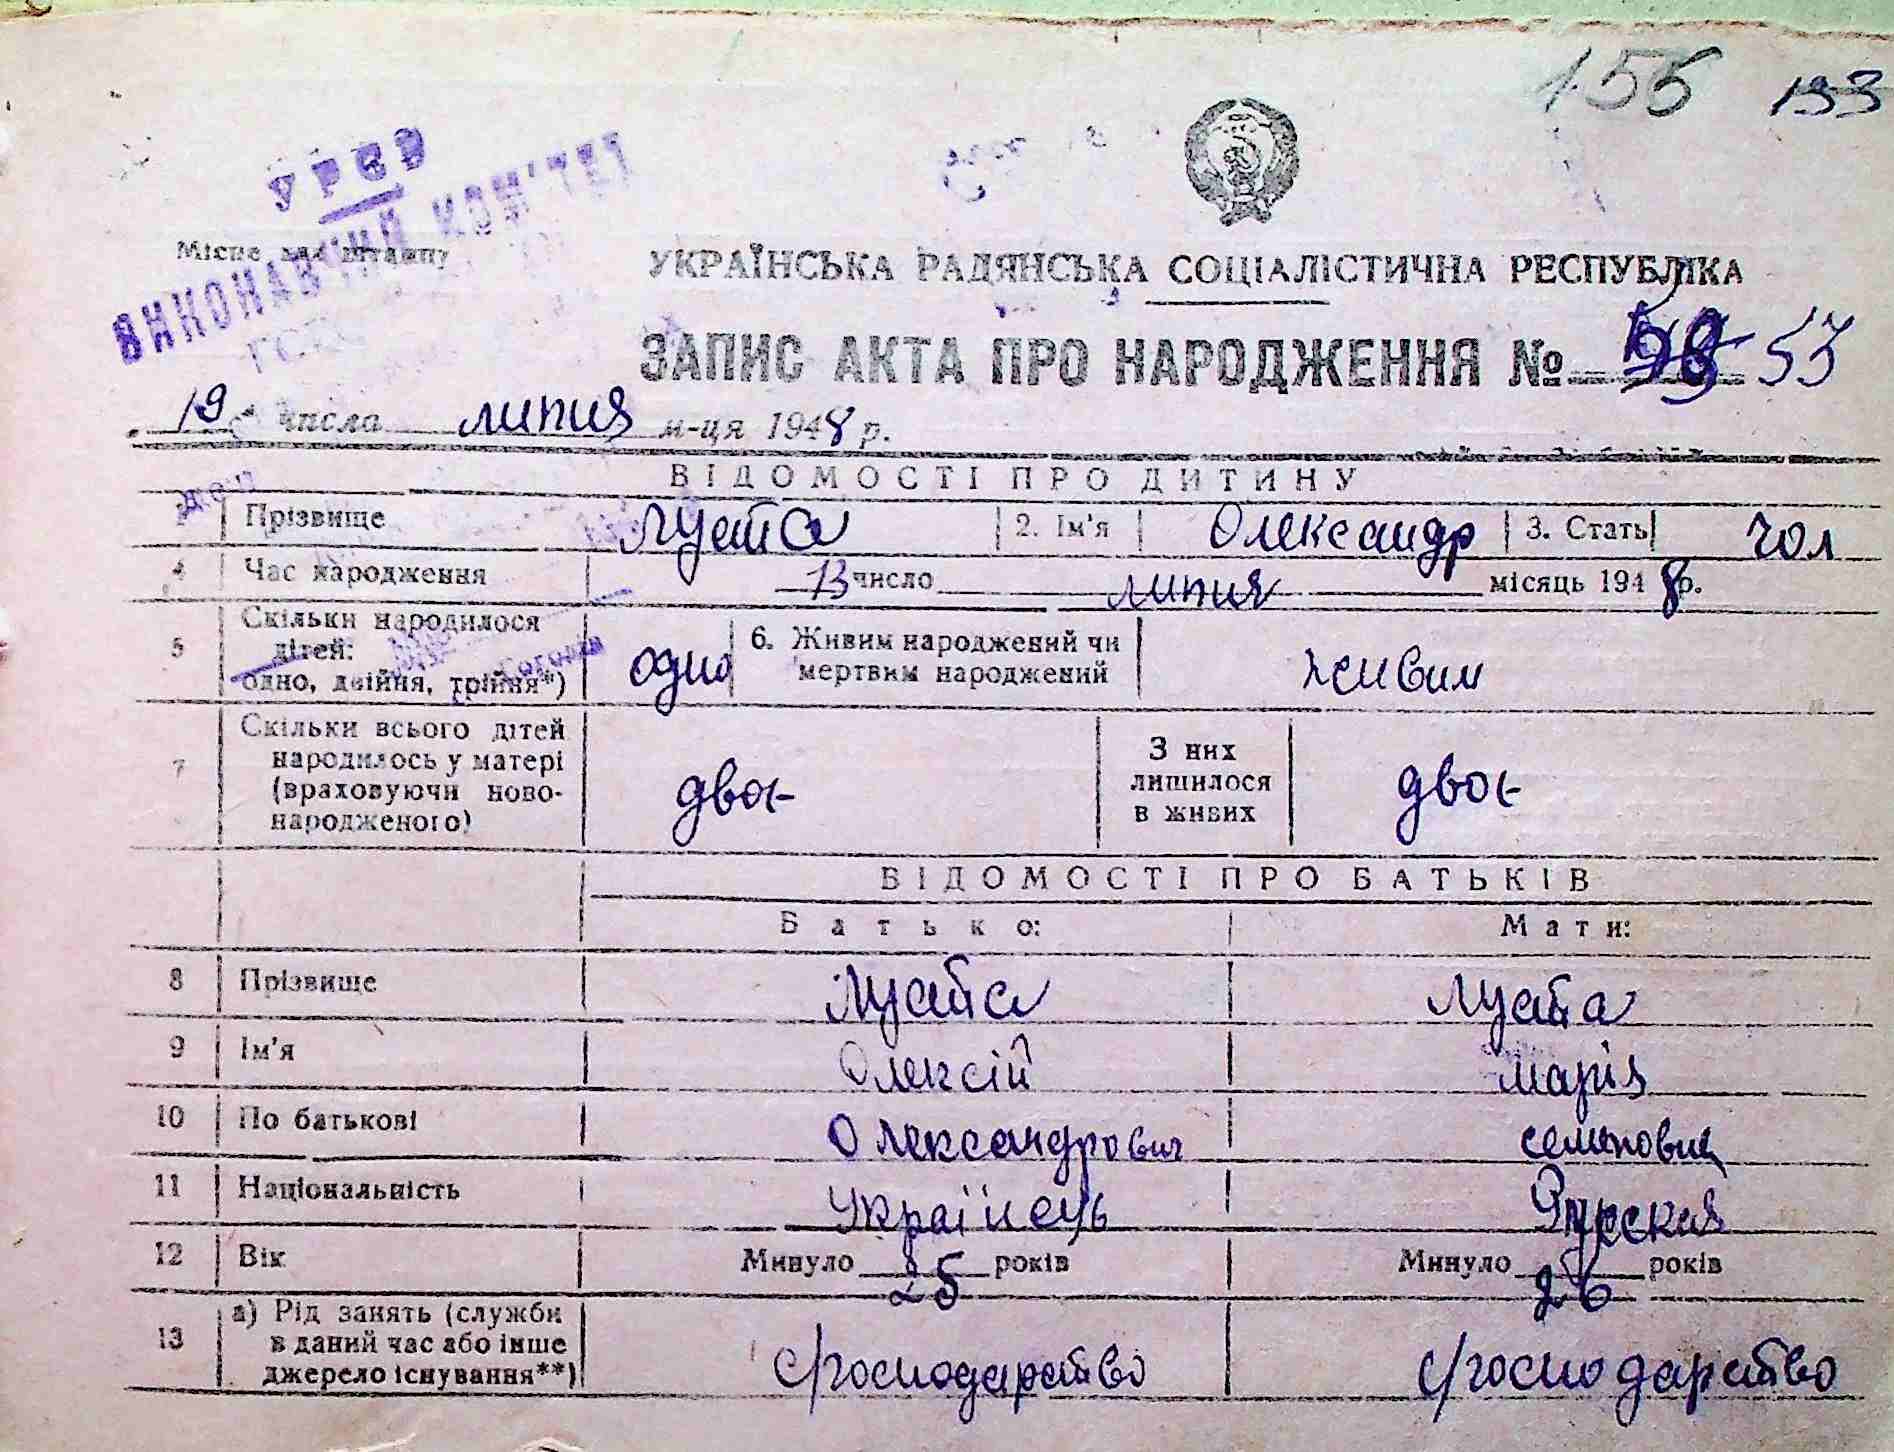 155 133
УРСР
ВИКОНАВЧИЙ КОМІТЕТ
Місце для штампу
УКРАЇНСЬКА РАДЯНСЬКА СОЦІАЛІСТИЧНА РЕСПУБЛІКА
ЗАПИС АКТА ПРО НАРОДЖЕННЯ № 53
19 числа липня м-ця 1948 р.
ВІДОМОСТІ ПРО ДИТИНУ
1 Прізвище Луста 2. Ім'я Олександр 3. Стать чол
4 Час народження 13 число липня місяць 1948 р.
5 Скільки народилося дітей: одно, двійня, трійня*) одно 6. Живим народжений чи мертвим народжений живим
7 Скільки всього дітей народилось у матері (враховуючи новонародженого) двоє З них лишилося в живих двоє
ВІДОМОСТІ ПРО БАТЬКІВ
Батько: Мати:
8 Прізвище Луста Луста
9 Ім'я Олексій Марія
10 По батькові Олександрович
11 Національність Українець Русская
12 Вік Минуло 25 років Минуло 26 років
13 а) Рід занять (служби в даний час або інше джерело існування**) с/господарство с/господарство